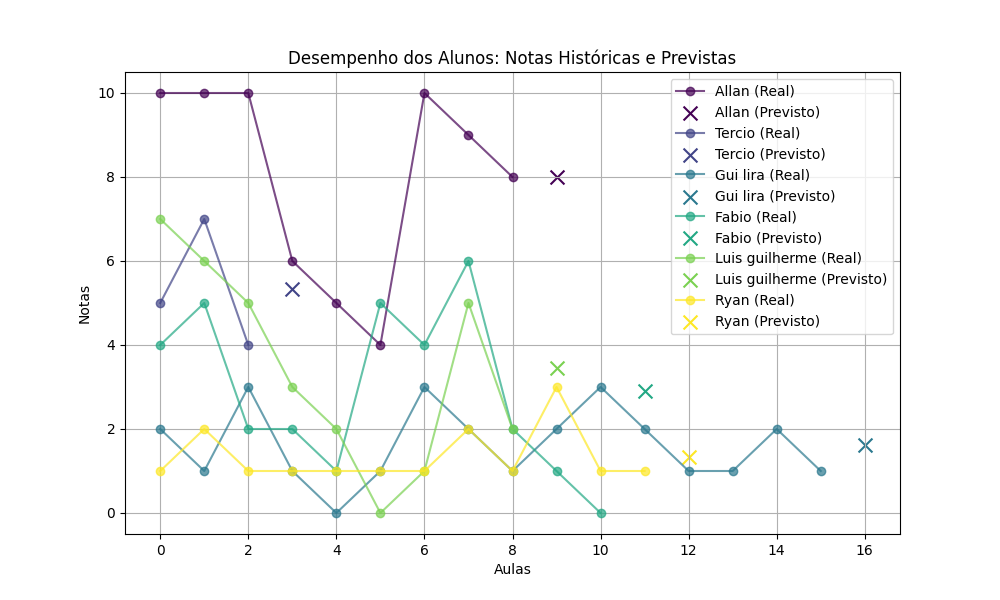 Desempenho dos Alunos: Notas Históricas e Previstas
Allan (Real)
Allan (Previsto)
Tercio (Real)
Tercio (Previsto)
Gui lira (Real)
Gui lira (Previsto)
Fabio (Real)
Fabio (Previsto)
Luis guilherme (Real)
Luis guilherme (Previsto)
Ryan (Real)
Ryan (Previsto)
Notas
10
8
6
4
2
0
0 2 4 6 8 10 12 14 16
Aulas